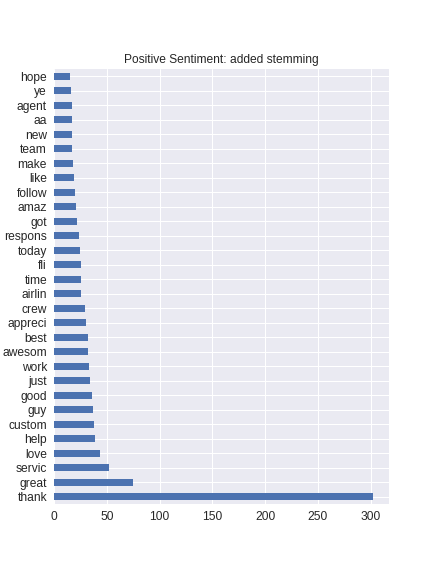 Positive Sentiment: added stemming
hope
ye
agent
aa
new
team
make
like
follow
amaz
got
respons
today
fli
time
airlin
crew
appreci
best
awesom
work
just
good
guy
custom
help
love
servic
great
thank
0 50 100 150 200 250 300